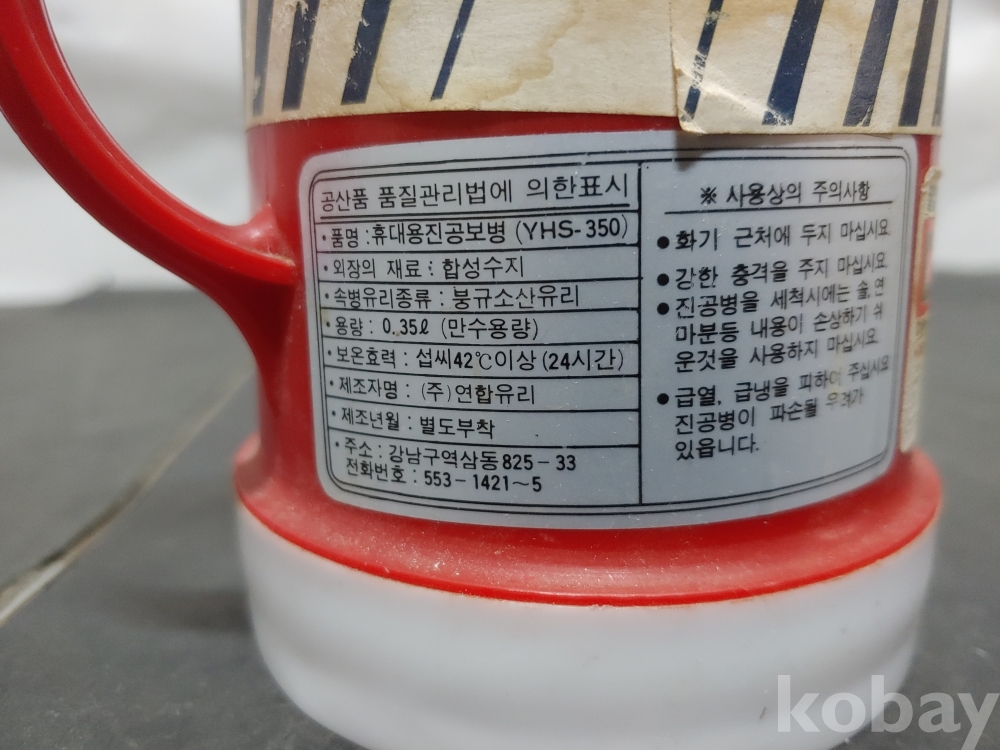 공산품 품질관리법에 의한표시
· 품명 : 휴대용진공보병 (YHS-350)
· 외장의 재료 : 합성수지
· 속병유리종류 : 붕규소산유리
· 용량 : 0.35ℓ (만수용량)
· 보온효력 : 섭씨42℃이상 (24시간)
· 제조자명 : (주)연합유리
· 제조년월 : 별도부착
· 주소 : 강남구역삼동825-33
전화번호 : 553-1421~5
※ 사용상의 주의사항
● 화기 근처에 두지 마십시요
● 강한 충격을 주지 마십시요
● 진공병을 세척시에는 솔, 연
마분등 내용이 손상하기 쉬
운것을 사용하지 마십시요
● 급열, 급냉을 피하여 주십시요
진공병이 파손될 우려가
있읍니다.
kobay